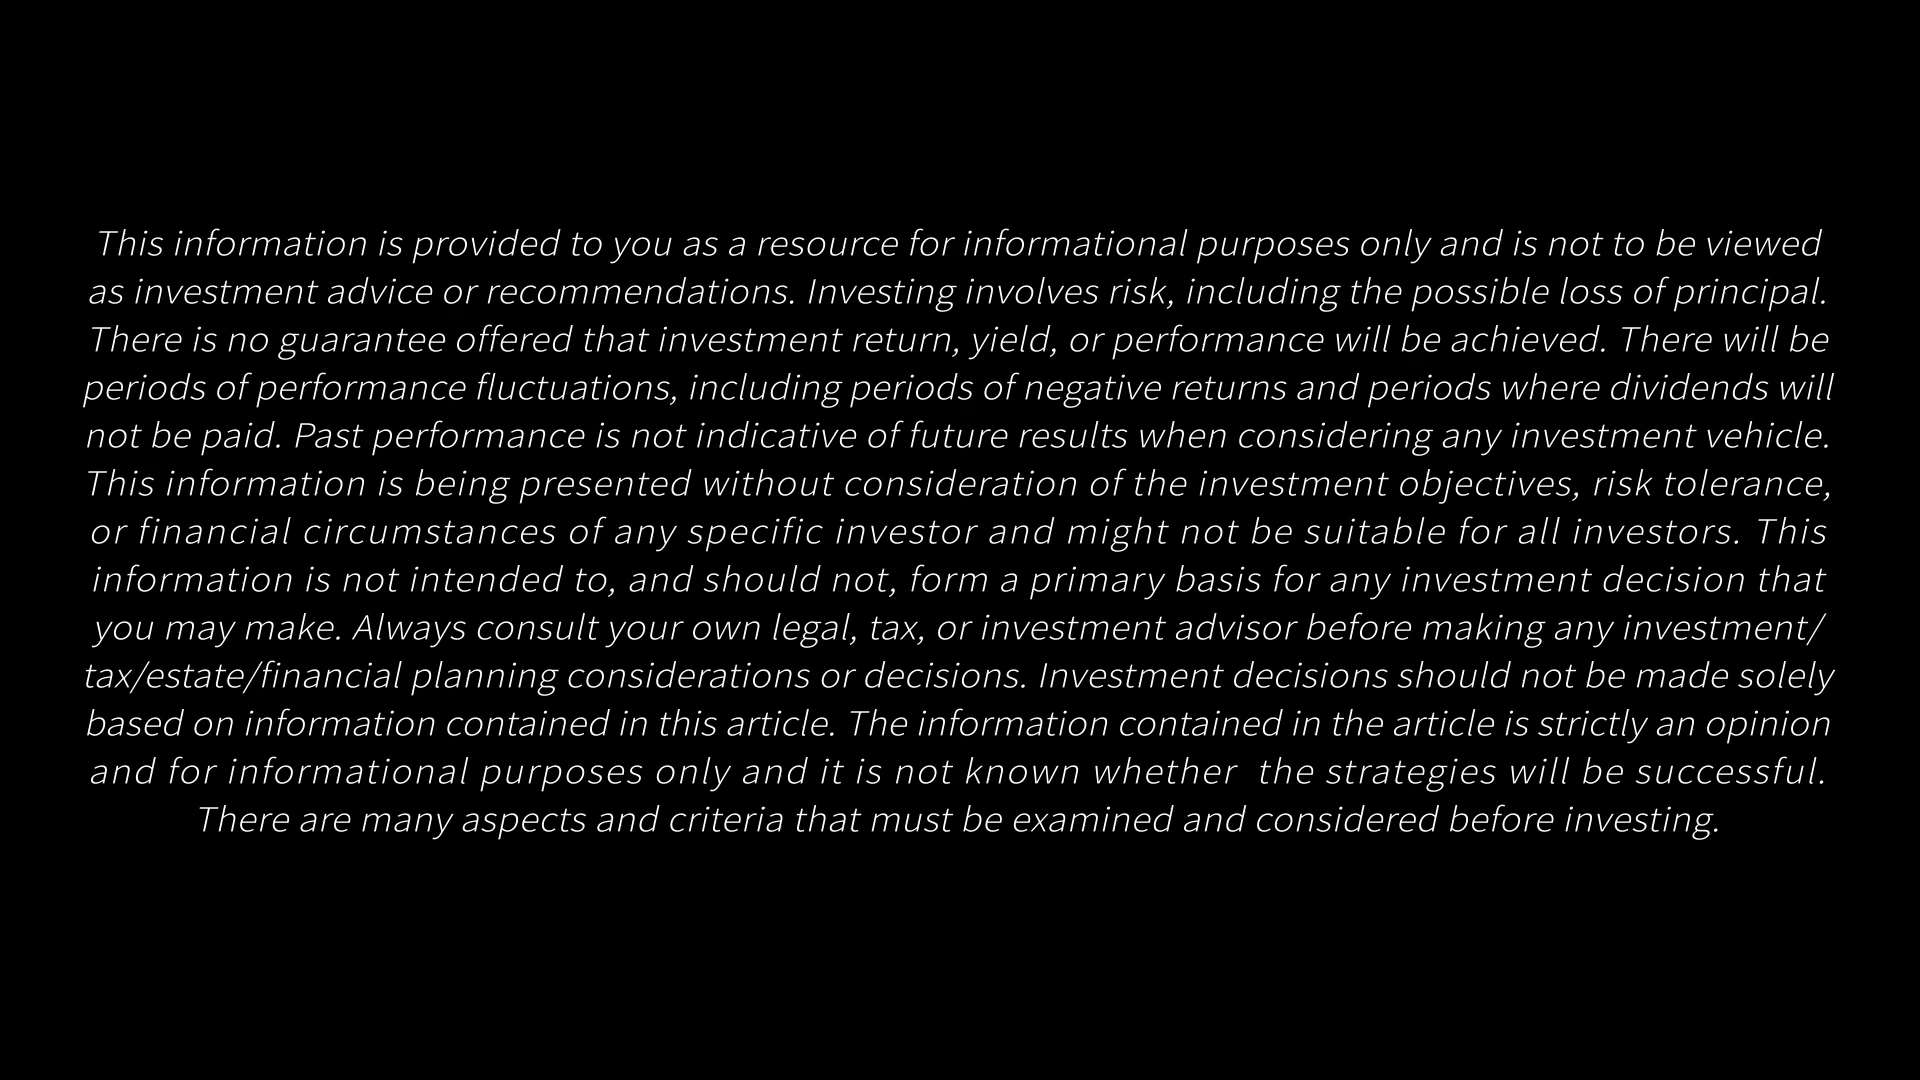 This information is provided to you as a resource for informational purposes only and is not to be viewed
as investment advice or recommendations. Investing involves risk, including the possible loss of principal.
There is no guarantee offered that investment return, yield, or performance will be achieved. There will be
periods of performance fluctuations, including periods of negative returns and periods where dividends will
not be paid. Past performance is not indicative of future results when considering any investment vehicle.
This information is being presented without consideration of the investment objectives, risk tolerance,
or financial circumstances of any specific investor and might not be suitable for all investors. This
information is not intended to, and should not, form a primary basis for any investment decision that
you may make. Always consult your own legal, tax, or investment advisor before making any investment/
tax/estate/financial planning considerations or decisions. Investment decisions should not be made solely
based on information contained in this article. The information contained in the article is strictly an opinion
and for informational purposes only and it is not known whether  the strategies will be successful.
There are many aspects and criteria that must be examined and considered before investing.